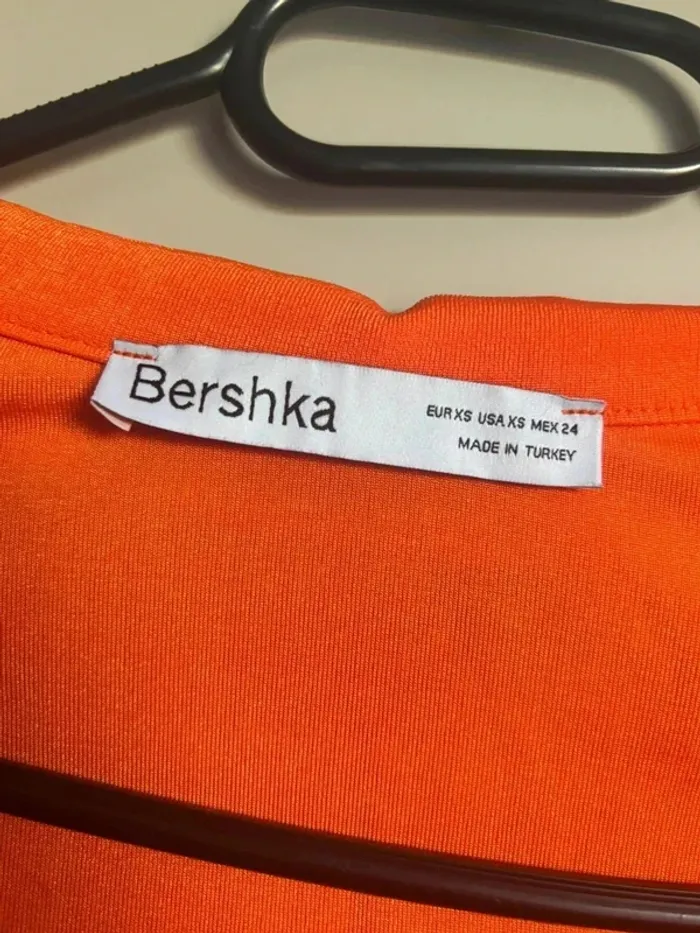 Bershka
EUR XS USA XS MEX 24
MADE IN TURKEY